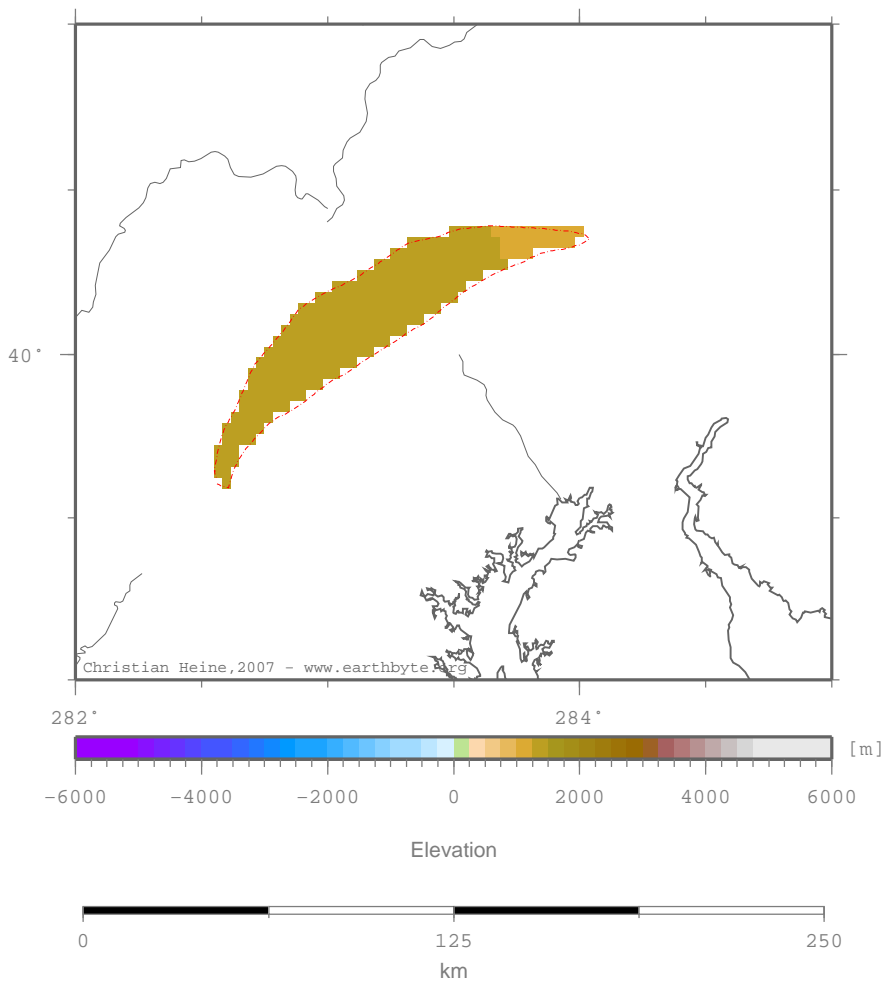 40°
Christian Heine,2007 - www.earthbyte.org
282° 284°
[m]
-6000 -4000 -2000 0 2000 4000 6000
Elevation
0 125 250
km